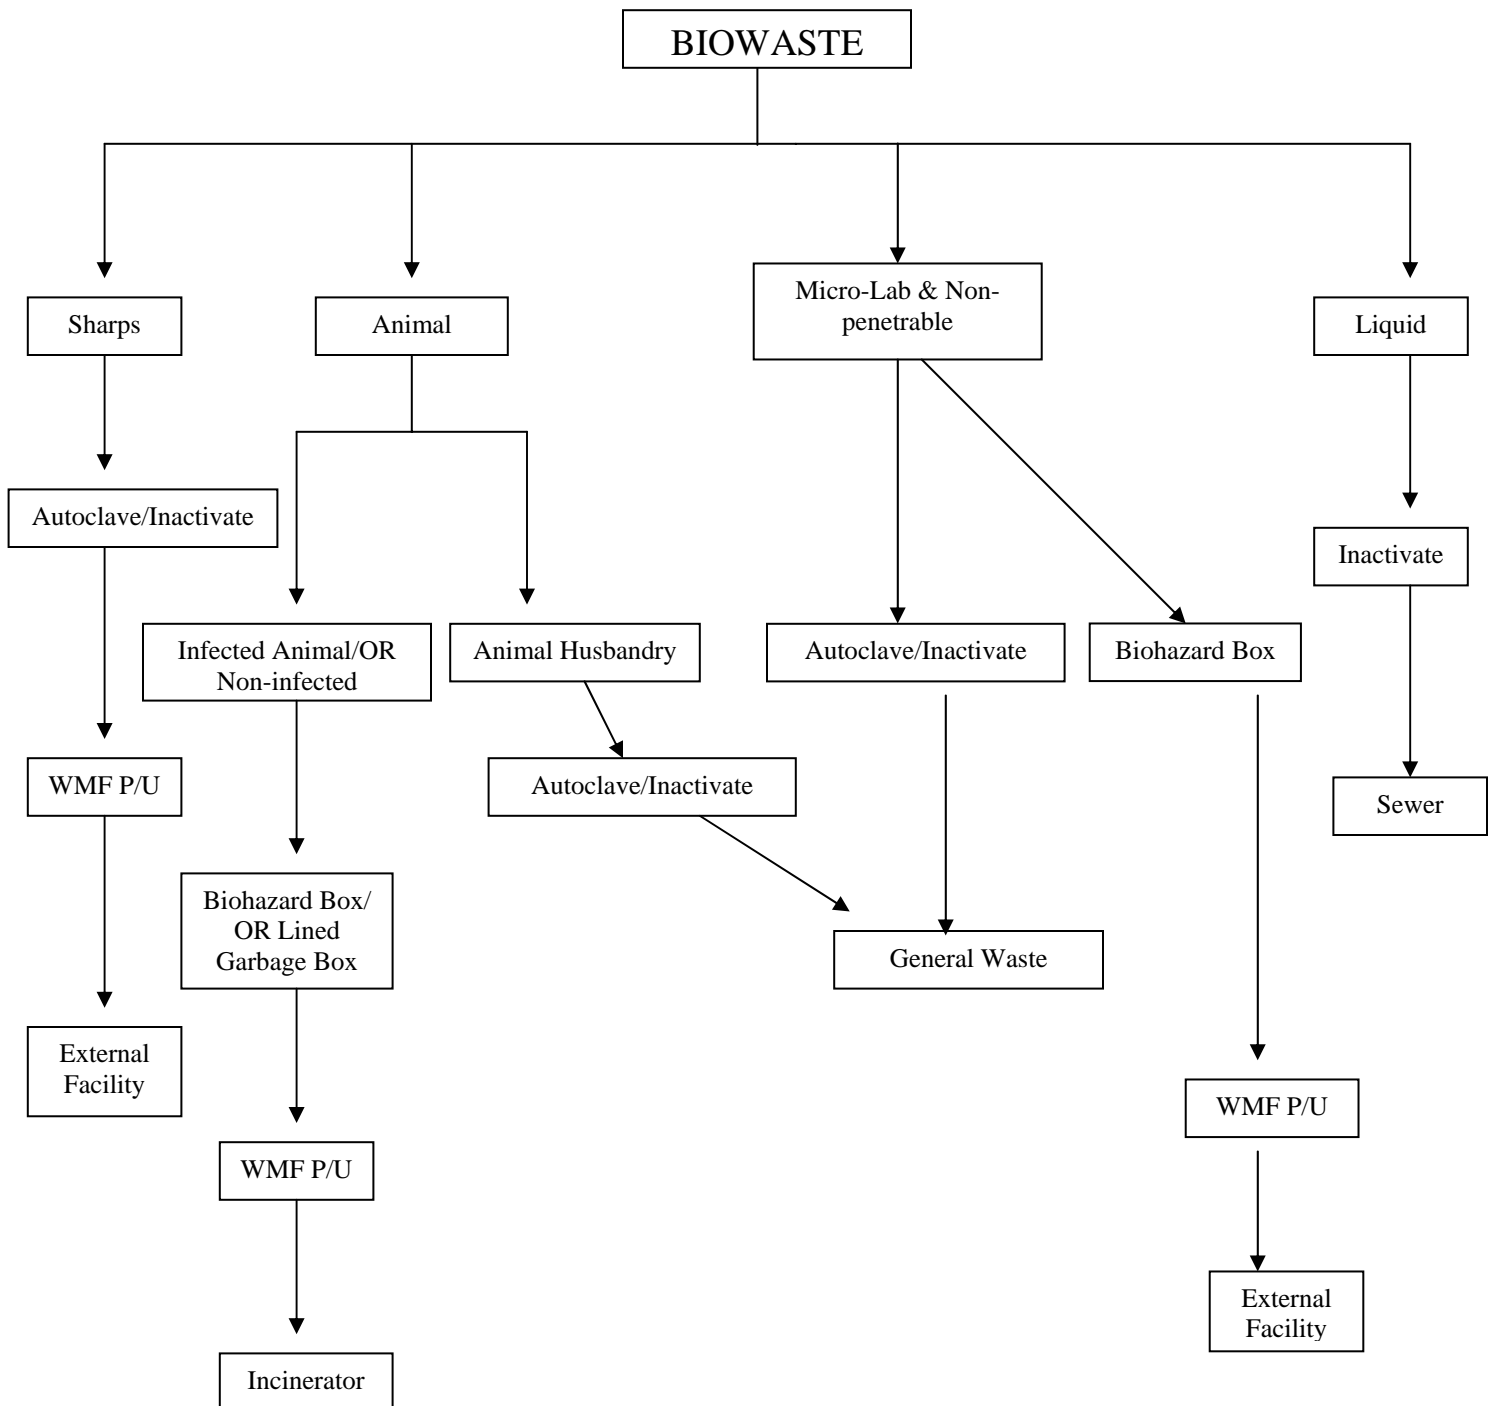 BIOWASTE
Sharps
Animal
Micro-Lab & Non-
penetrable
Liquid
Autoclave/Inactivate
Inactivate
Infected Animal/OR
Non-infected
Animal Husbandry
Autoclave/Inactivate
Biohazard Box
WMF P/U
Autoclave/Inactivate
Sewer
Biohazard Box/
OR Lined
Garbage Box
General Waste
External
Facility
WMF P/U
WMF P/U
External
Facility
Incinerator